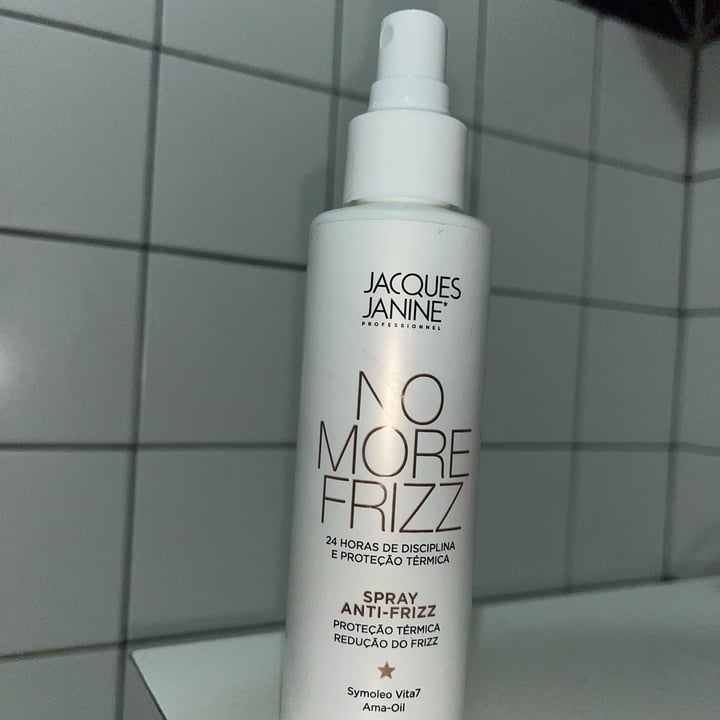 JACQUES
JANINE*
PROFESSIONNEL
NO
MORE
FRIZZ
24 HORAS DE DISCIPLINA
E PROTEÇÃO TÉRMICA
SPRAY
ANTI-FRIZZ
PROTEÇÃO TÉRMICA
REDUÇÃO DO FRIZZ
Symoleo Vita7
Ama-Oil